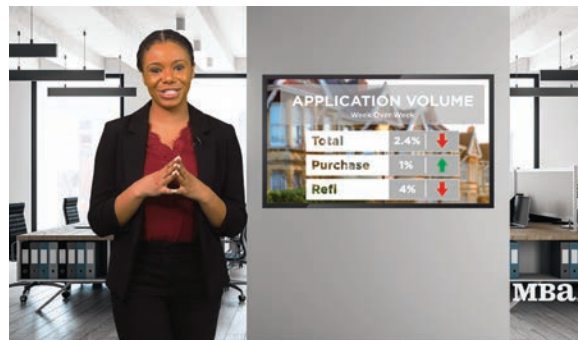 APPLICATION VOLUME
Week Over Week
Total 2.4%
Purchase 1%
Refi 4%
MBA